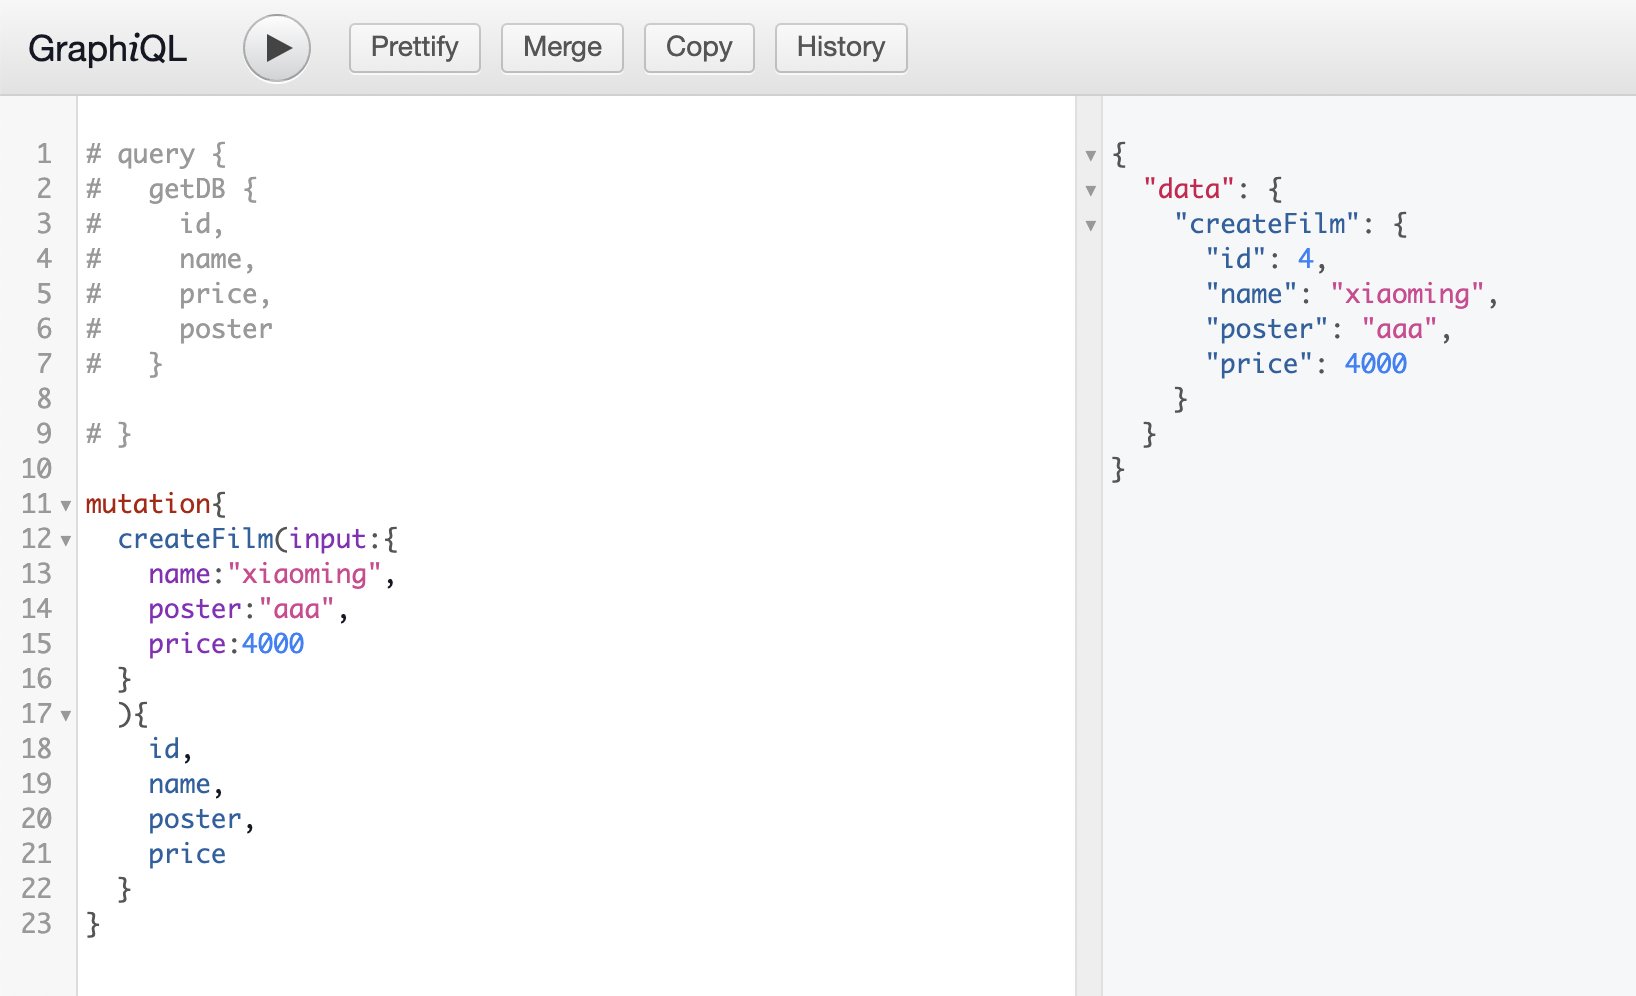 GraphiQL Prettify Merge Copy History
1 # query {
2 #   getDB {
3 #     id,
4 #     name,
5 #     price,
6 #     poster
7 #   }
8
9 # }
10
11 mutation{
12   createFilm(input:{
13     name:"xiaoming",
14     poster:"aaa",
15     price:4000
16   }
17   ){
18     id,
19     name,
20     poster,
21     price
22   }
23 }
{
  "data": {
    "createFilm": {
      "id": 4,
      "name": "xiaoming",
      "poster": "aaa",
      "price": 4000
    }
  }
}